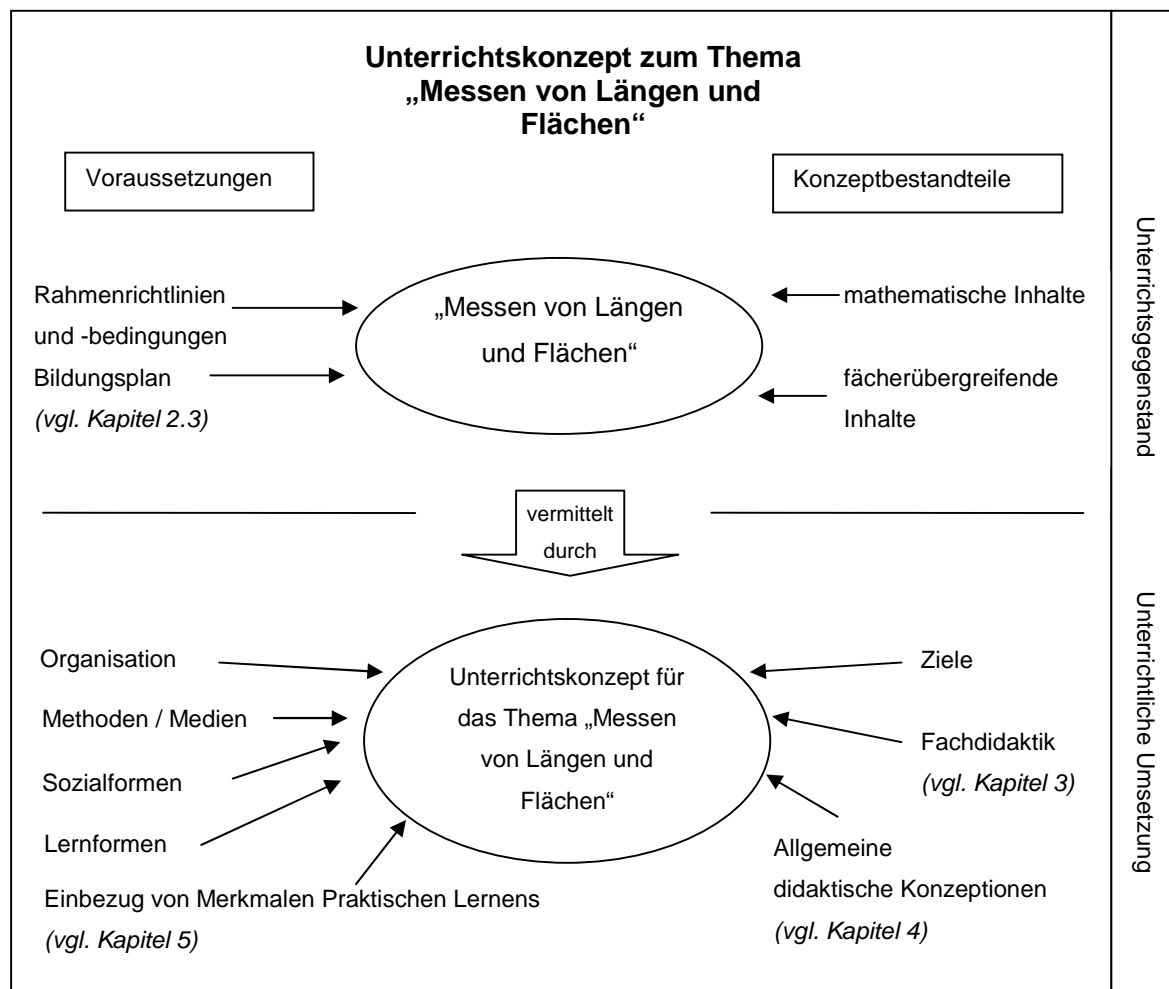 Unterrichtskonzept zum Thema
„Messen von Längen und
Flächen“
Voraussetzungen
Konzeptbestandteile
Rahmenrichtlinien
und -bedingungen
Bildungsplan
(vgl. Kapitel 2.3)
„Messen von Längen
und Flächen“
mathematische Inhalte
fächerübergreifende
Inhalte
Unterrichtsgegenstand
vermittelt
durch
Organisation
Methoden / Medien
Sozialformen
Lernformen
Einbezug von Merkmalen Praktischen Lernens
(vgl. Kapitel 5)
Unterrichtskonzept für
das Thema „Messen
von Längen und
Flächen“
Ziele
Fachdidaktik
(vgl. Kapitel 3)
Allgemeine
didaktische Konzeptionen
(vgl. Kapitel 4)
Unterrichtliche Umsetzung